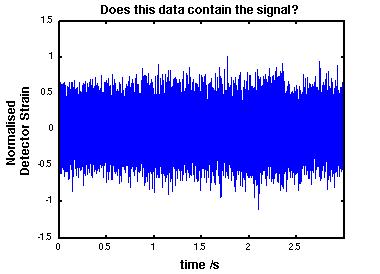 Does this data contain the signal?
1.5
1
0.5
0
-0.5
-1
-1.5
Normalised
Detector Strain
0 0.5 1 1.5 2 2.5
time /s